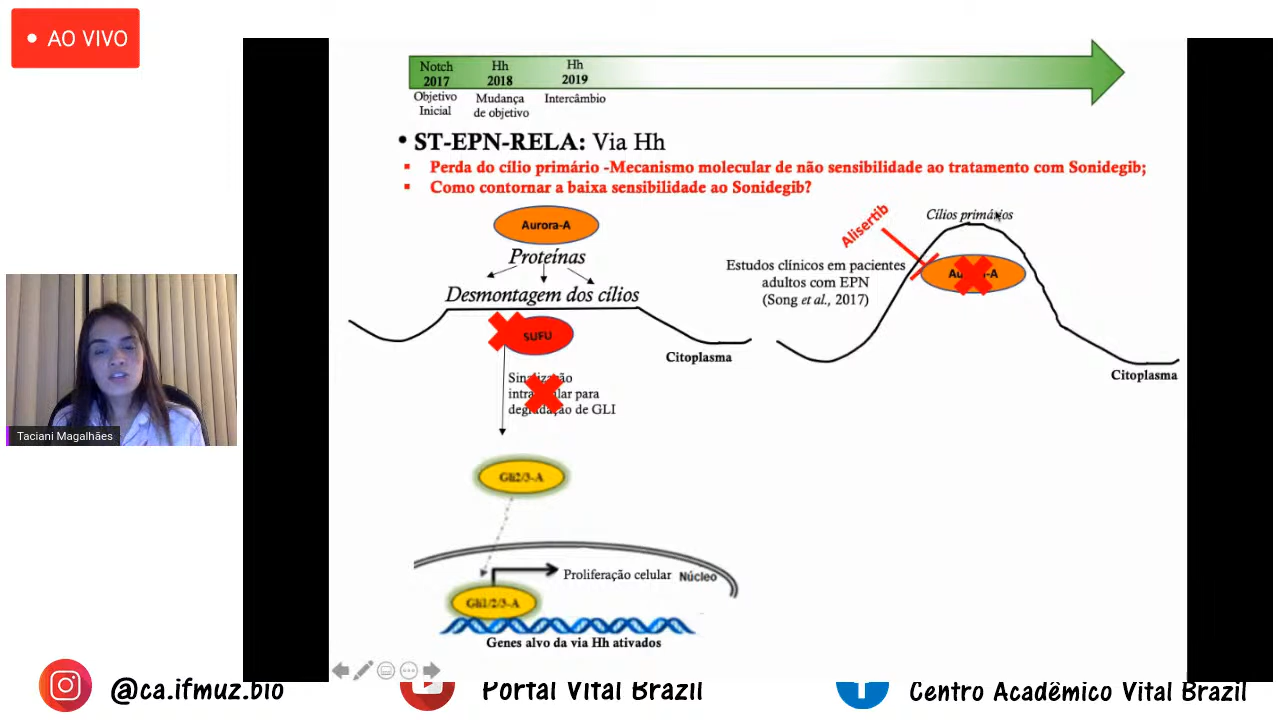 AO VIVO
Notch
2017
Objetivo
Inicial
Hh
2018
Mudança
de objetivo
Hh
2019
Intercâmbio
• ST-EPN-RELA: Via Hh
Perda do cílio primário -Mecanismo molecular de não sensibilidade ao tratamento com Sonidegib;
Como contornar a baixa sensibilidade ao Sonidegib?
Aurora-A
Proteínas
Desmontagem dos cílios
SUFU
Citoplasma
para
degradação de GLI
Gli2/3-A
Proliferação celular
Núcleo
Gli1/2/3-A
Genes alvo da via Hh ativados
Alisertib
Cílios primários
Estudos clínicos em pacientes
adultos com EPN
(Song et al., 2017)
Citoplasma
Taciani Magalhães
@ca.ifmuz.bio
Portal Vital Brazil
Centro Acadêmico Vital Brazil